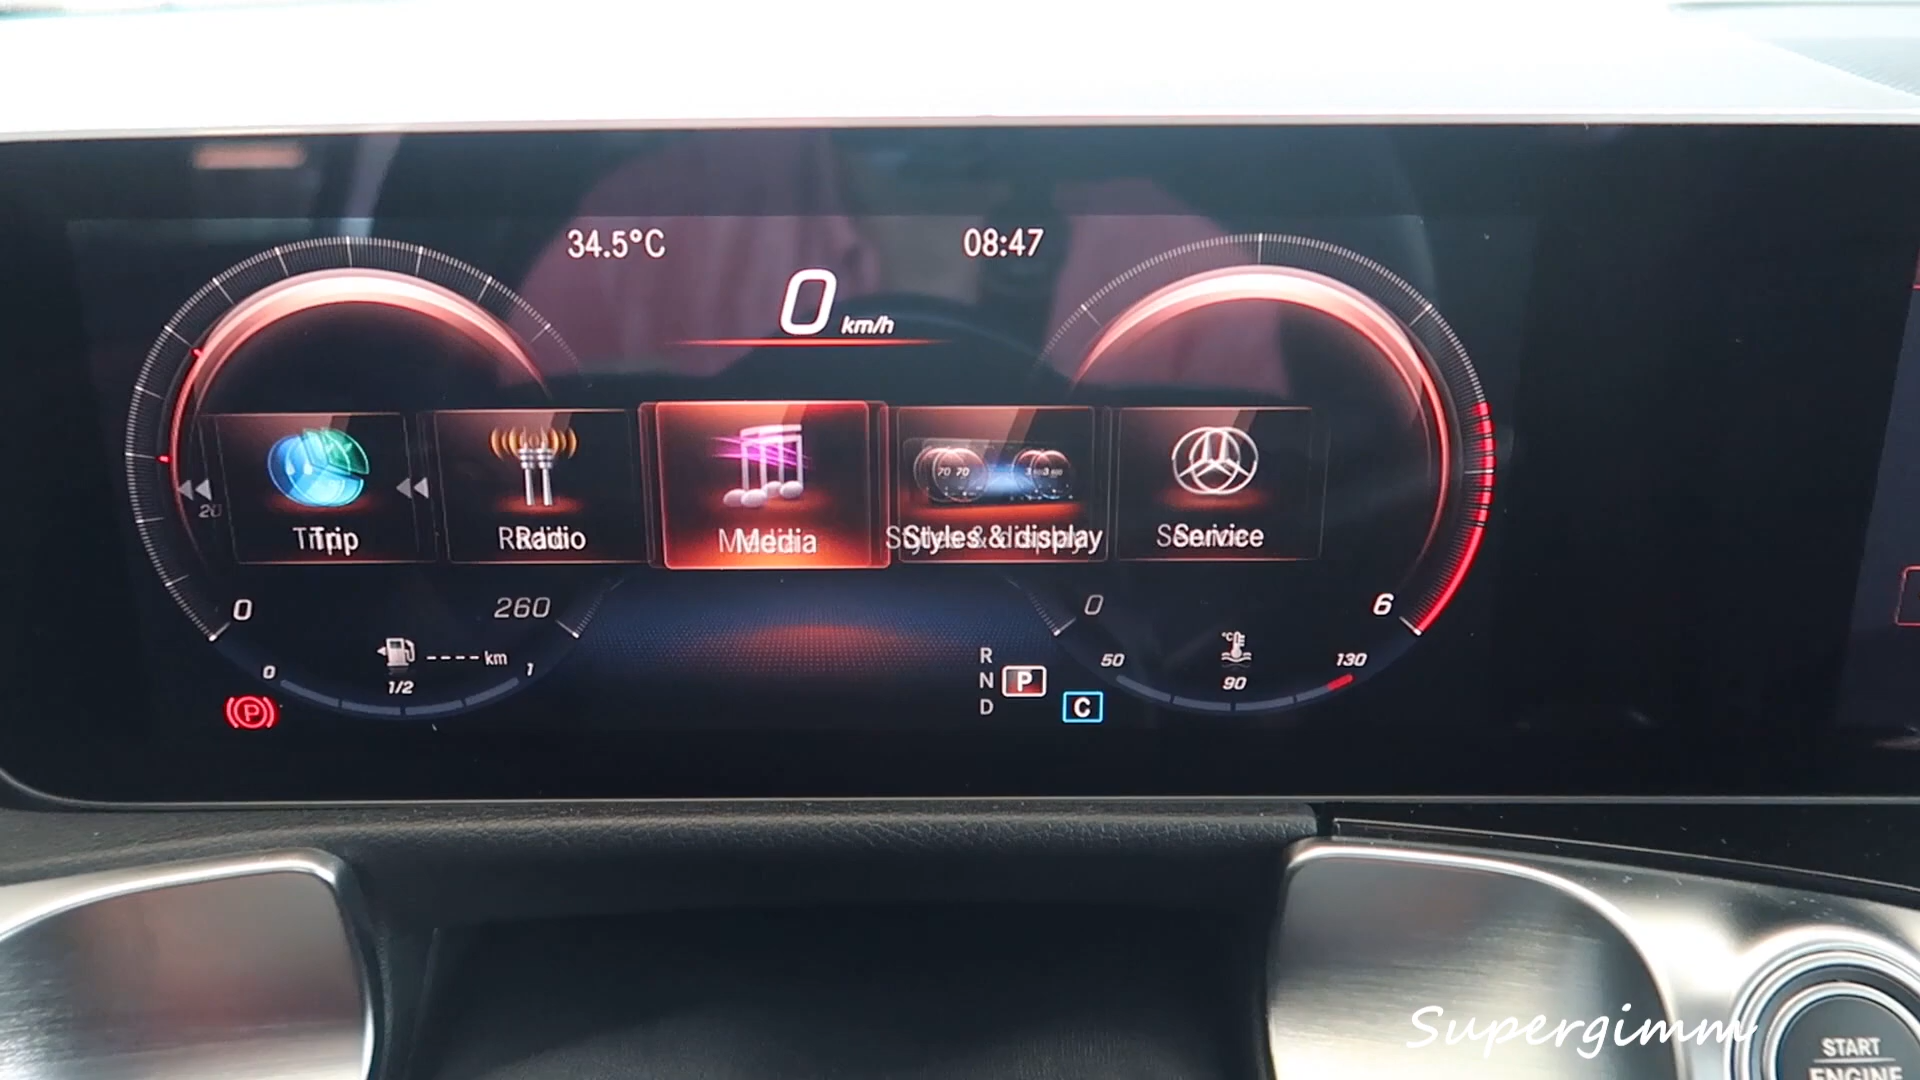 34.5°C 08:47
0 km/h
Trip Radio Media Styles & display Service
20
0 260 0 6
R
N P
D C
0 1/2 1 ----km
50 90 130 °C
P
Supergimm
START
ENGINE